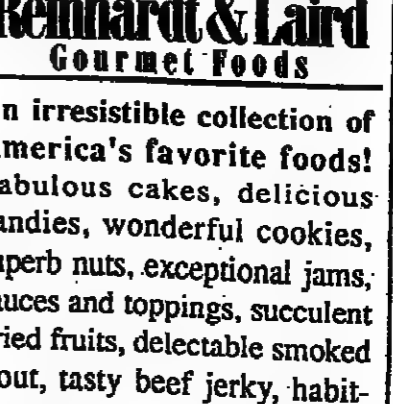 Reinhardt & Laird
Gourmet Foods
n irresistible collection of
merica's favorite foods!
abulous cakes, delicious
andies, wonderful cookies,
uperb nuts, exceptional jams,
auces and toppings, succulent
ried fruits, delectable smoked
out, tasty beef jerky, habit-